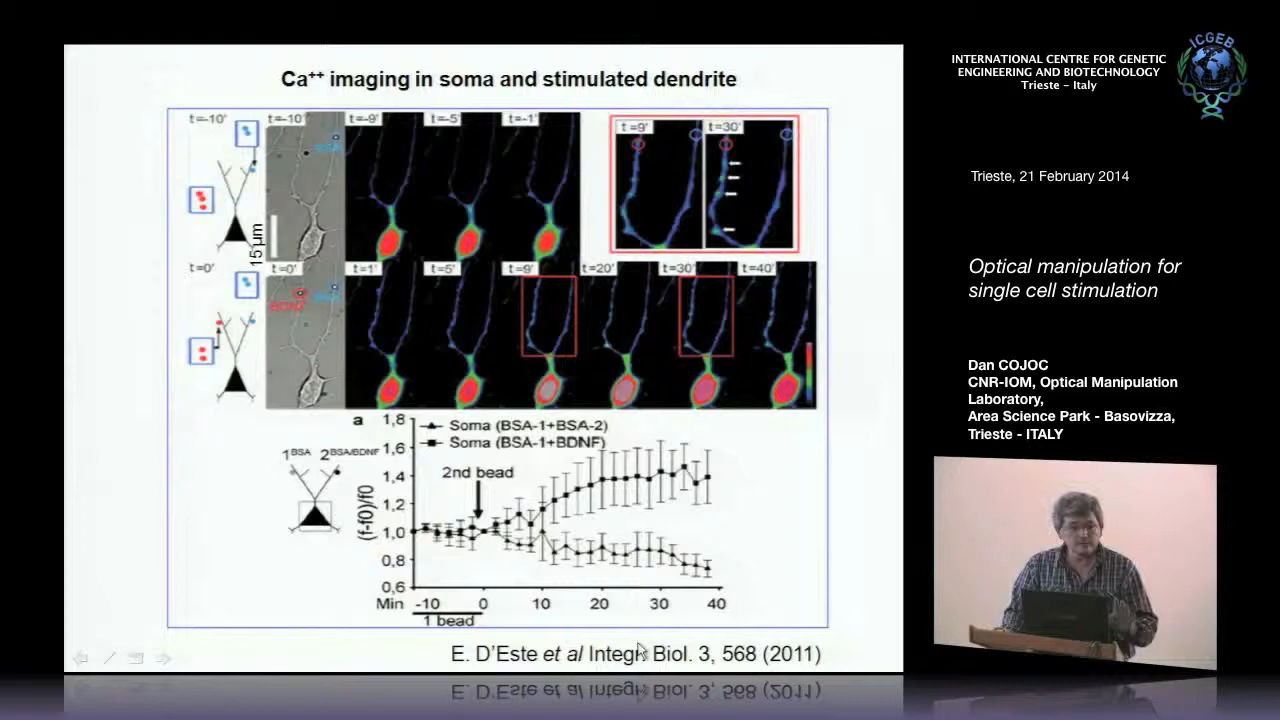 Ca++ imaging in soma and stimulated dendrite
t=-10'
t=-10'
t=-9'
t=-5'
t=-1'
t=9'
t=30'
BSA
15 µm
t=0'
t=0'
t=1'
t=5'
t=9'
t=20'
t=30'
t=40'
BDNF
BSA
a
1,8
1,6
1,4
1,2
1,0
0,8
0,6
(f-f0)/f0
Soma (BSA-1+BSA-2)
Soma (BSA-1+BDNF)
2nd bead
1BSA 2BSA/BDNF
Min -10 0 10 20 30 40
1 bead
E. D'Este et al Integr Biol. 3, 568 (2011)
INTERNATIONAL CENTRE FOR GENETIC
ENGINEERING AND BIOTECHNOLOGY
Trieste - Italy
ICGEB
Trieste, 21 February 2014
Optical manipulation for
single cell stimulation
Dan COJOC
CNR-IOM, Optical Manipulation
Laboratory,
Area Science Park - Basovizza,
Trieste - ITALY